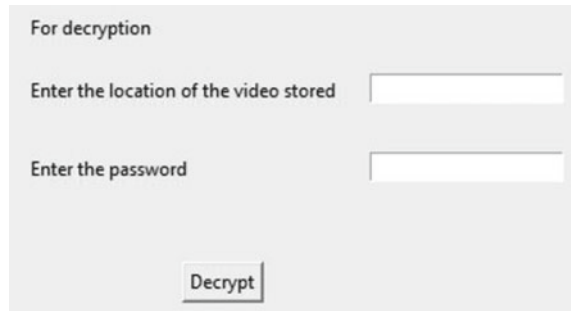 For decryption
Enter the location of the video stored
Enter the password
Decrypt